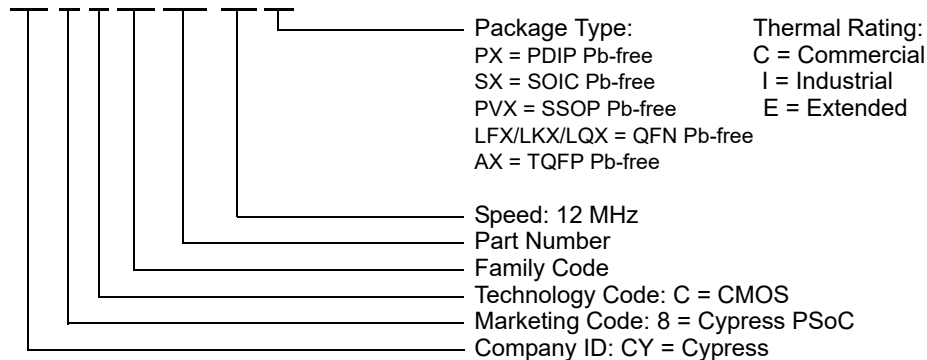 Package Type:
Thermal Rating:
PX = PDIP Pb-free
C = Commercial
SX = SOIC Pb-free
I = Industrial
PVX = SSOP Pb-free
E = Extended
LFX/LKX/LQX = QFN Pb-free
AX = TQFP Pb-free
Speed: 12 MHz
Part Number
Family Code
Technology Code: C = CMOS
Marketing Code: 8 = Cypress PSoC
Company ID: CY = Cypress